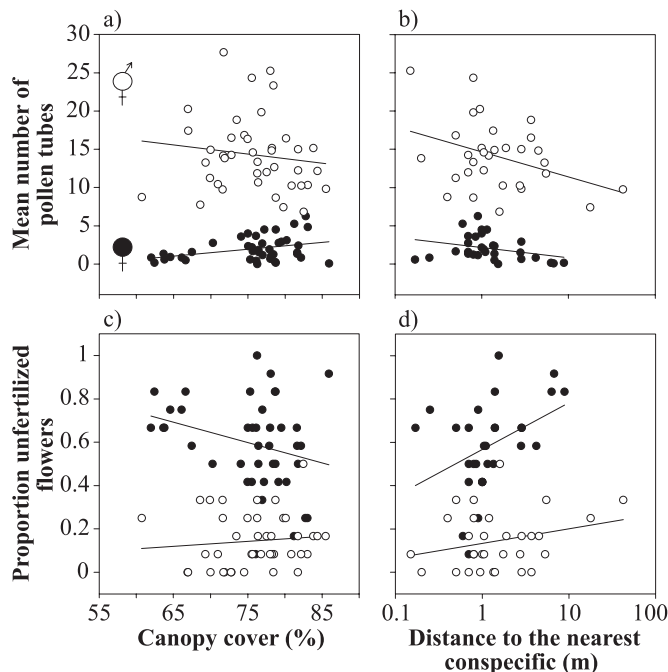 a)
b)
30
25
20
15
10
5
0
Mean number of
pollen tubes
c)
d)
1
0.8
0.6
0.4
0.2
0
Proportion unfertilized
flowers
55 65 75 85
0.1 1 10 100
Canopy cover (%)
Distance to the nearest
conspecific (m)